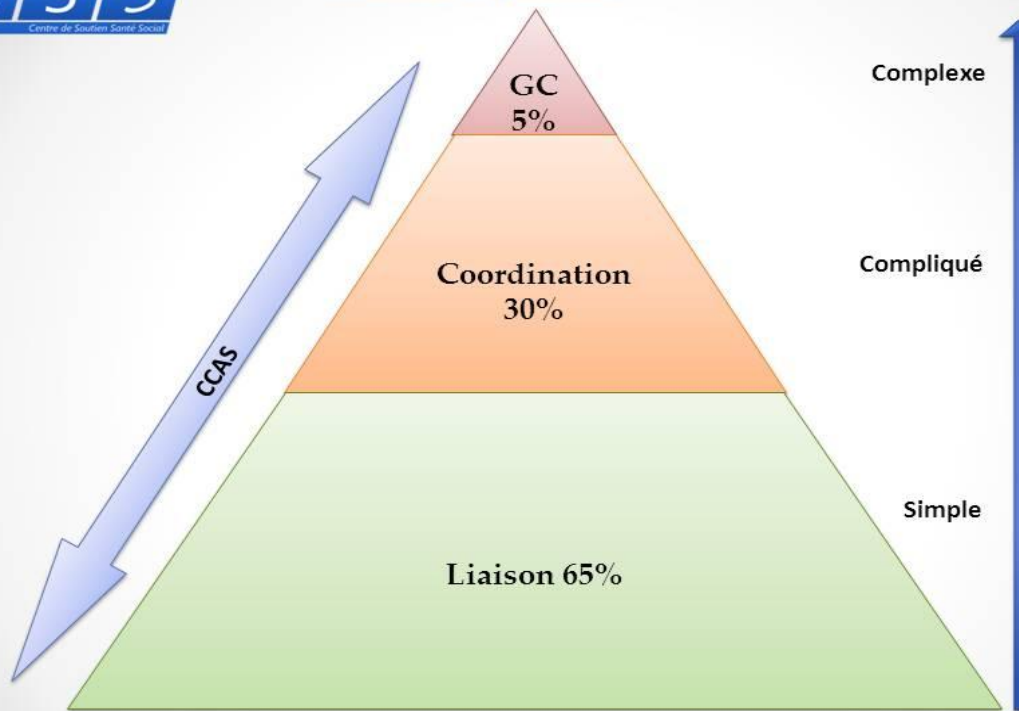 Centre de Soutien Santé Social
GC
5%
Complexe
Coordination
30%
Compliqué
CCAS
Liaison 65%
Simple